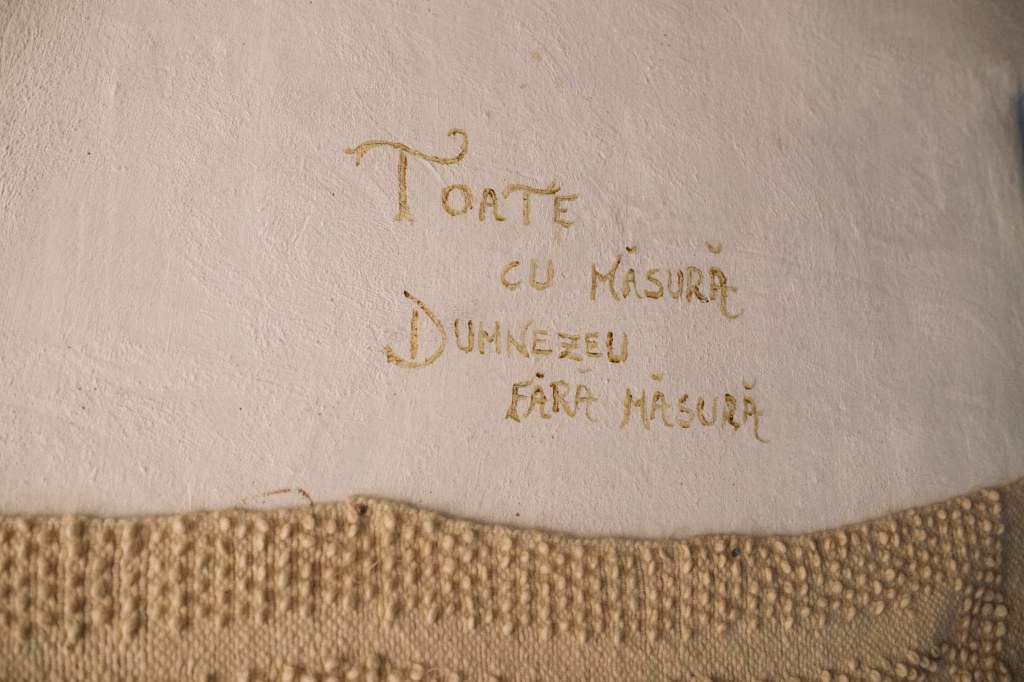 TOATE
CU MĂSURĂ
DUMNEZEU
FĂRĂ MĂSURĂ